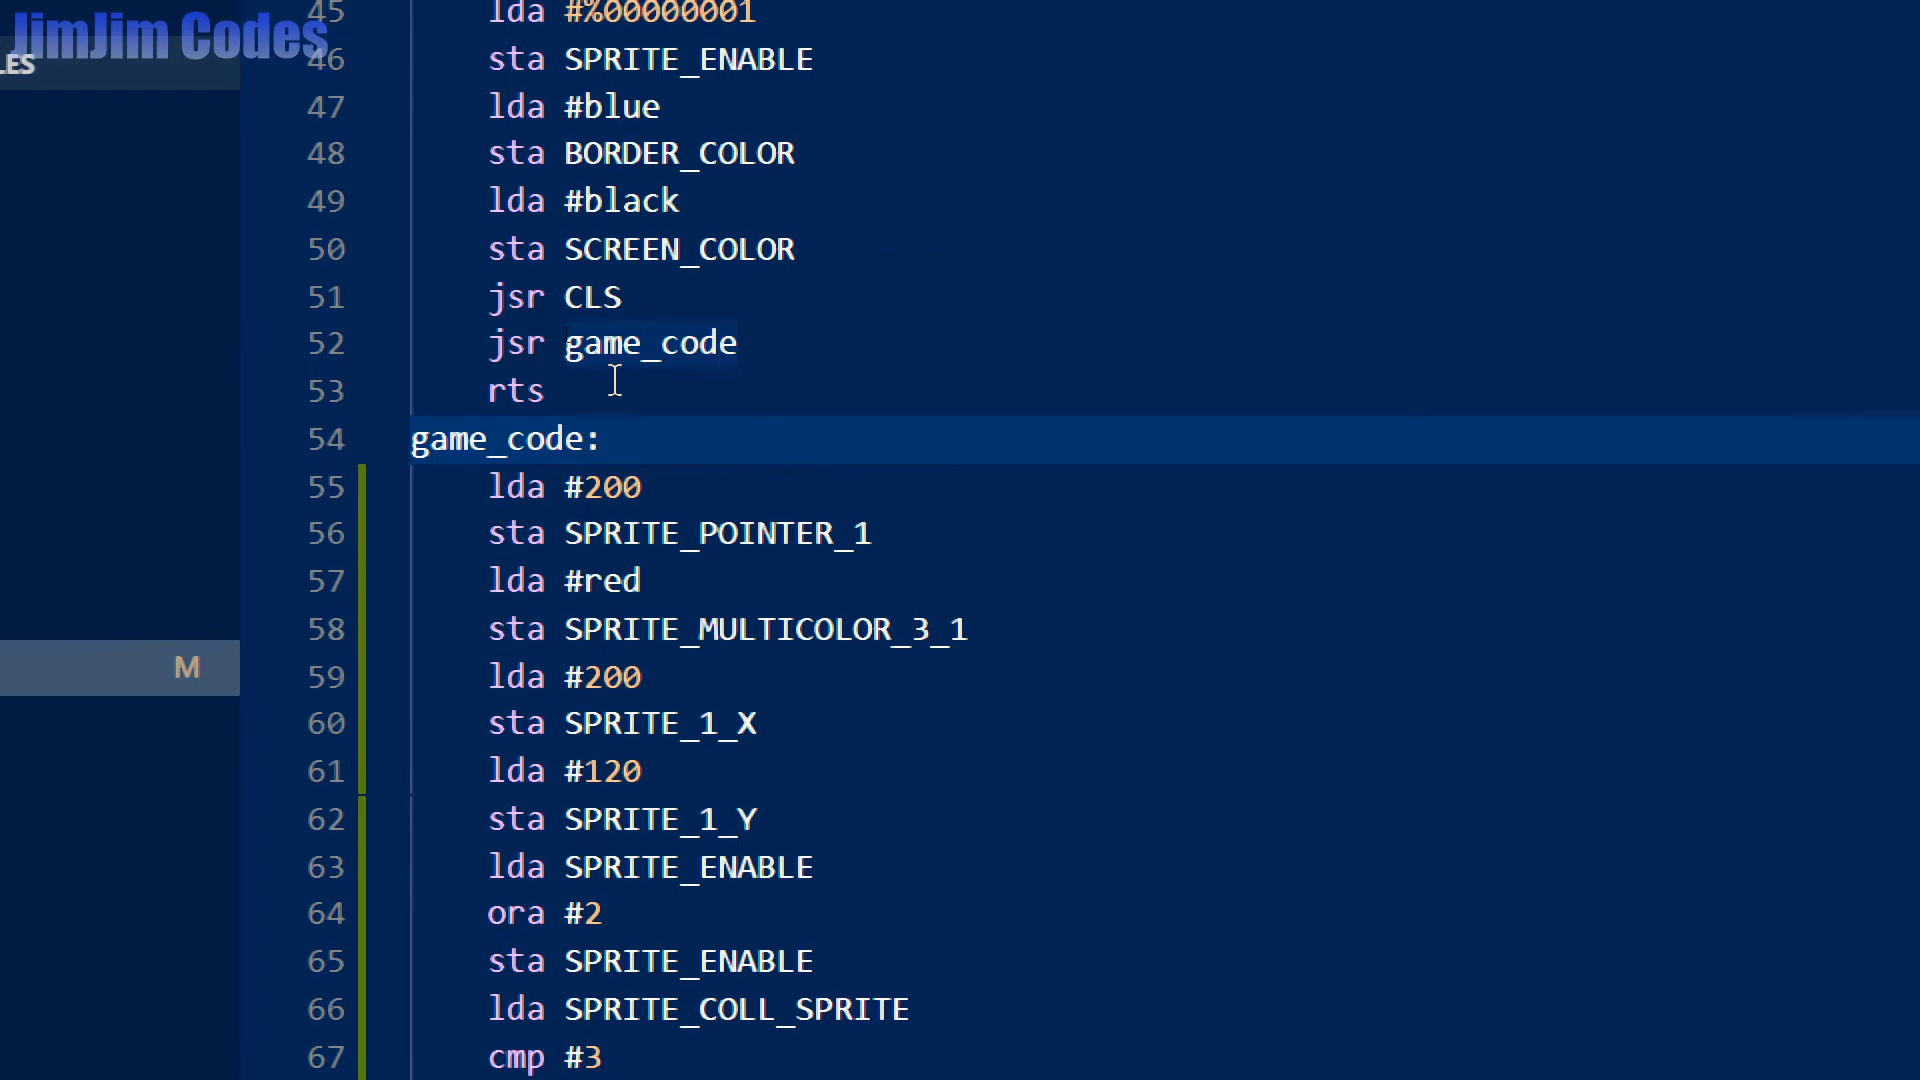 JimJim Codes
LES
45 lda #%00000001
46 sta SPRITE_ENABLE
47 lda #blue
48 sta BORDER_COLOR
49 lda #black
50 sta SCREEN_COLOR
51 jsr CLS
52 jsr game_code
53 rts
54 game_code:
55 lda #200
56 sta SPRITE_POINTER_1
57 lda #red
58 sta SPRITE_MULTICOLOR_3_1
59 lda #200
60 sta SPRITE_1_X
61 lda #120
M
62 sta SPRITE_1_Y
63 lda SPRITE_ENABLE
64 ora #2
65 sta SPRITE_ENABLE
66 lda SPRITE_COLL_SPRITE
67 cmp #3